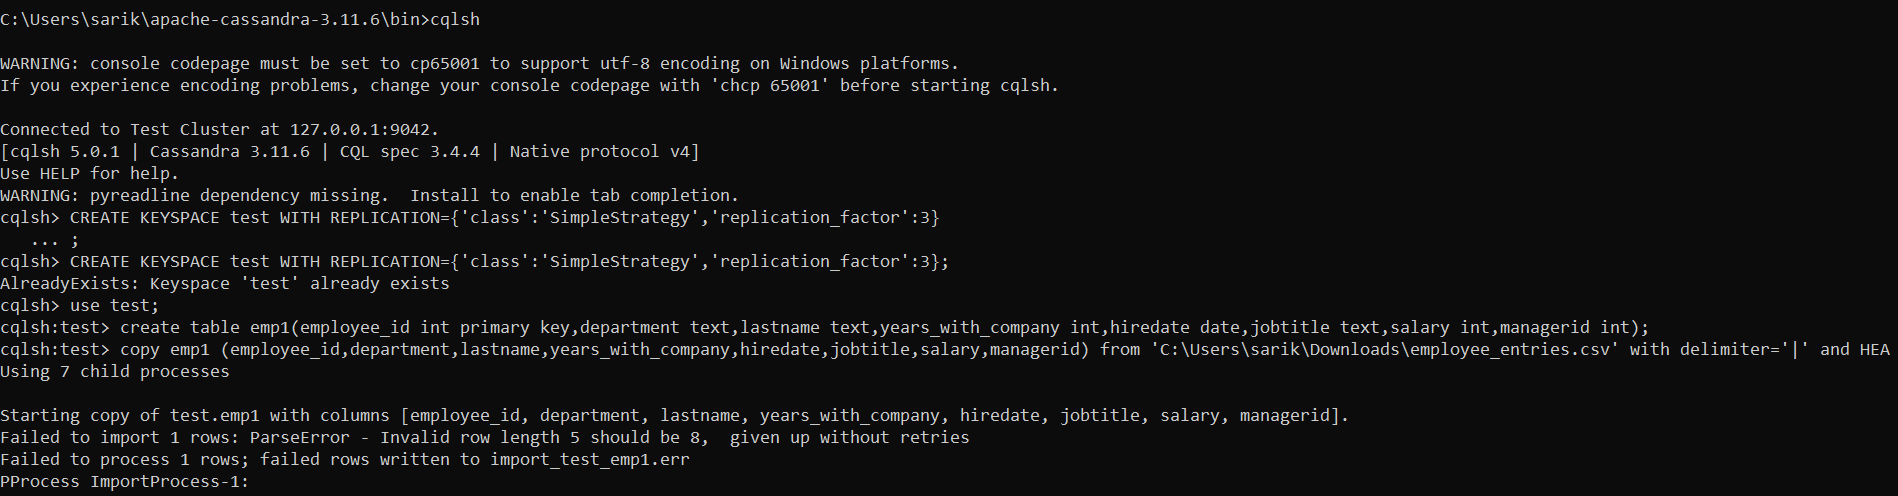 C:\Users\sarik\apache-cassandra-3.11.6\bin>cqlsh
WARNING: console codepage must be set to cp65001 to support utf-8 encoding on Windows platforms.
If you experience encoding problems, change your console codepage with 'chcp 65001' before starting cqlsh.
Connected to Test Cluster at 127.0.0.1:9042.
[cqlsh 5.0.1 | Cassandra 3.11.6 | CQL spec 3.4.4 | Native protocol v4]
Use HELP for help.
WARNING: pyreadline dependency missing.  Install to enable tab completion.
cqlsh> CREATE KEYSPACE test WITH REPLICATION={'class':'SimpleStrategy','replication_factor':3}
   ... ;
cqlsh> CREATE KEYSPACE test WITH REPLICATION={'class':'SimpleStrategy','replication_factor':3};
AlreadyExists: Keyspace 'test' already exists
cqlsh> use test;
cqlsh:test> create table emp1(employee_id int primary key,department text,lastname text,years_with_company int,hiredate date,jobtitle text,salary int,managerid int);
cqlsh:test> copy emp1 (employee_id,department,lastname,years_with_company,hiredate,jobtitle,salary,managerid) from 'C:\Users\sarik\Downloads\employee_entries.csv' with delimiter='|' and HEA
Using 7 child processes
Starting copy of test.emp1 with columns [employee_id, department, lastname, years_with_company, hiredate, jobtitle, salary, managerid].
Failed to import 1 rows: ParseError - Invalid row length 5 should be 8,  given up without retries
Failed to process 1 rows; failed rows written to import_test_emp1.err
PProcess ImportProcess-1: